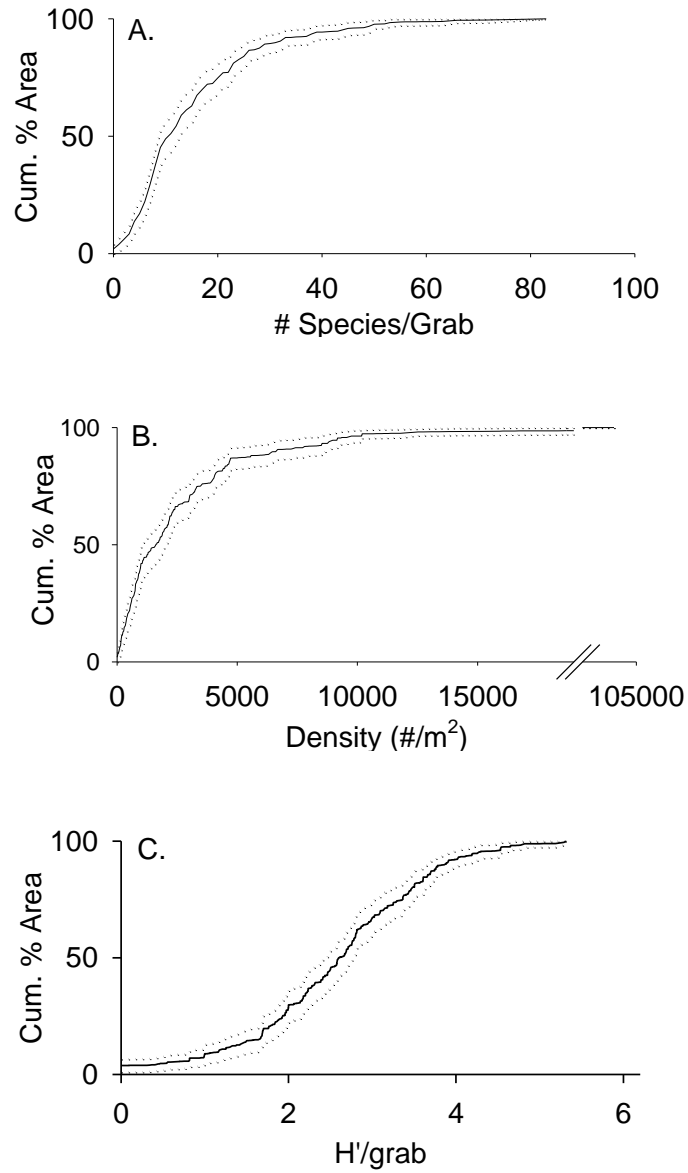 A.
Cum. % Area
100
50
0
0 20 40 60 80 100
# Species/Grab
B.
Cum. % Area
100
50
0
0 5000 10000 15000 105000
Density (#/m²)
C.
Cum. % Area
100
50
0
0 2 4 6
H'/grab